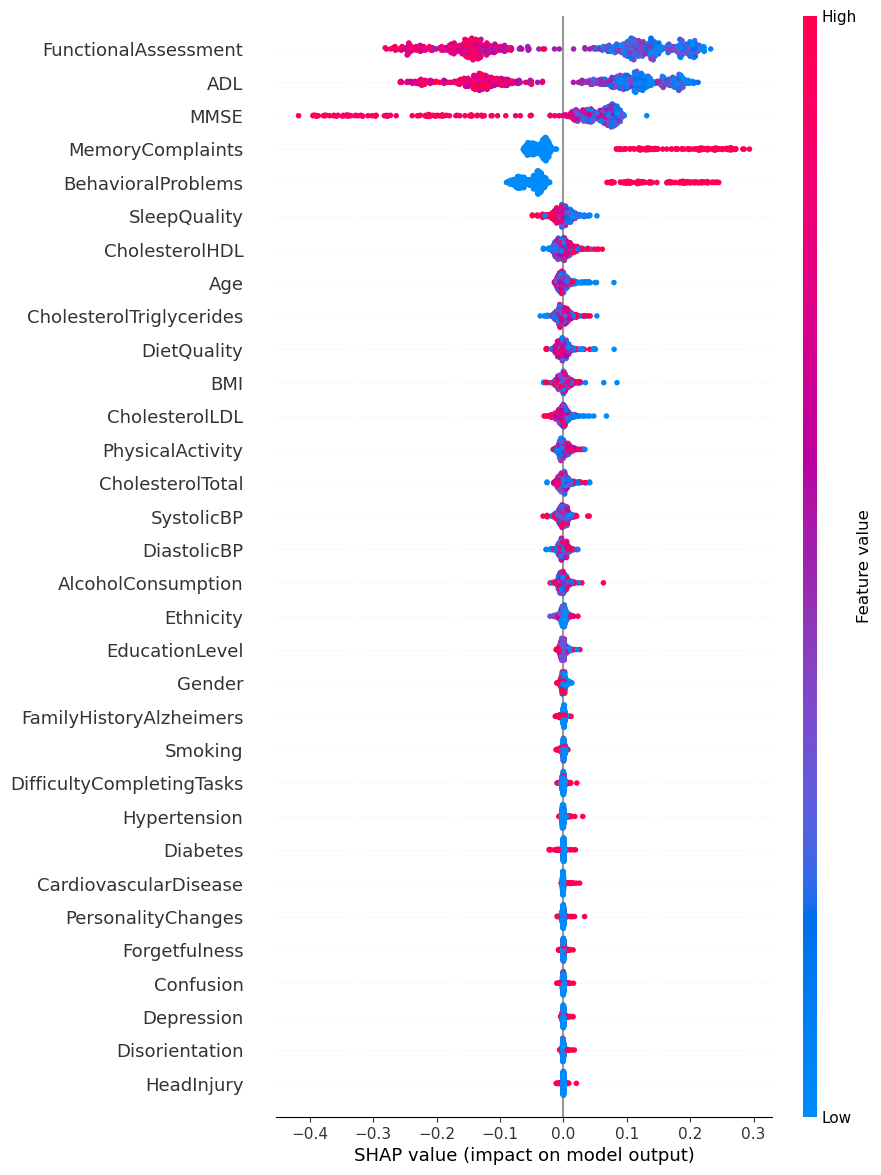 High
FunctionalAssessment
ADL
MMSE
MemoryComplaints
BehavioralProblems
SleepQuality
CholesterolHDL
Age
CholesterolTriglycerides
DietQuality
BMI
CholesterolLDL
PhysicalActivity
CholesterolTotal
SystolicBP
DiastolicBP
AlcoholConsumption
Ethnicity
EducationLevel
Gender
FamilyHistoryAlzheimers
Smoking
DifficultyCompletingTasks
Hypertension
Diabetes
CardiovascularDisease
PersonalityChanges
Forgetfulness
Confusion
Depression
Disorientation
HeadInjury
Feature value
Low
−0.4 −0.3 −0.2 −0.1 0.0 0.1 0.2 0.3
SHAP value (impact on model output)